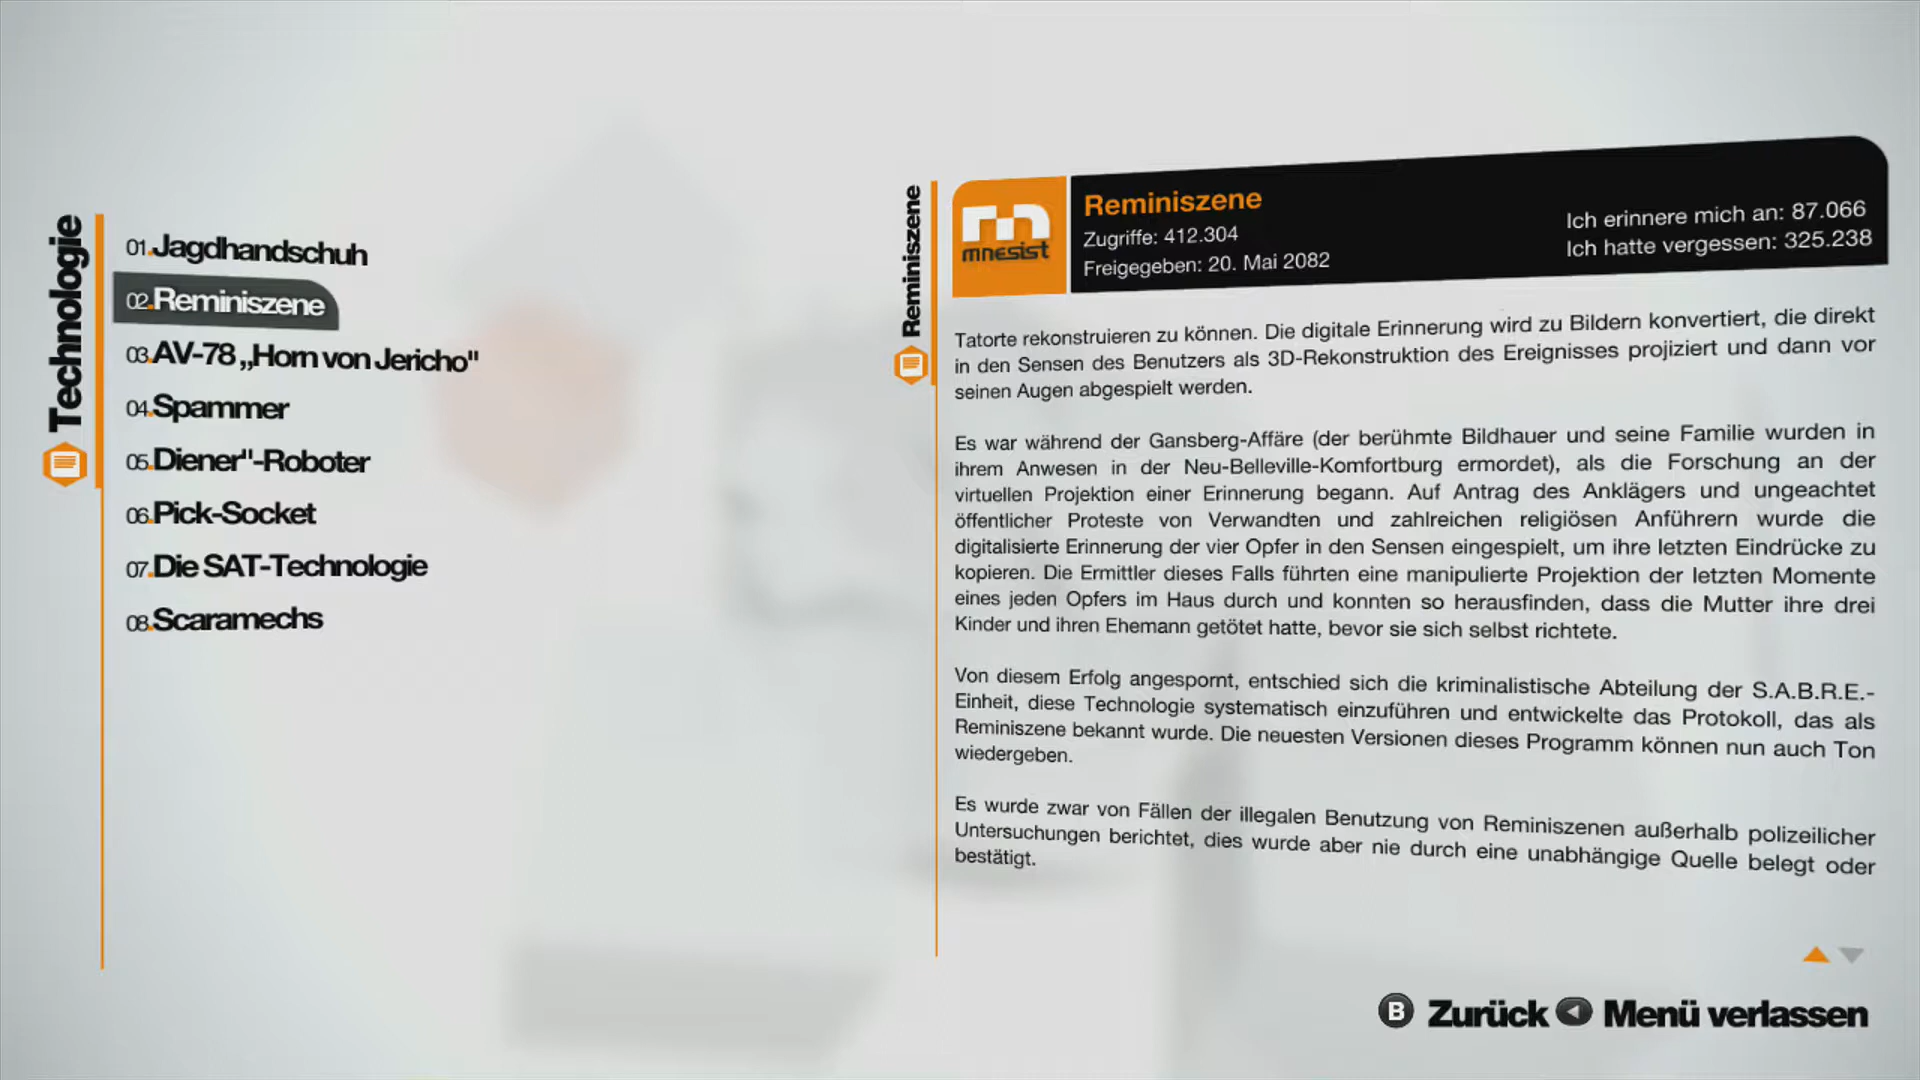 Technologie
01.Jagdhandschuh
02.Reminiszene
03.AV-78 „Horn von Jericho"
04.Spammer
05.Diener"-Roboter
06.Pick-Socket
07.Die SAT-Technologie
08.Scaramechs
Reminiszene
mnesist
Reminiszene
Zugriffe: 412.304
Freigegeben: 20. Mai 2082
Ich erinnere mich an: 87.066
Ich hatte vergessen: 325.238
Tatorte rekonstruieren zu können. Die digitale Erinnerung wird zu Bildern konvertiert, die direkt
in den Sensen des Benutzers als 3D-Rekonstruktion des Ereignisses projiziert und dann vor
seinen Augen abgespielt werden.
Es war während der Gansberg-Affäre (der berühmte Bildhauer und seine Familie wurden in
ihrem Anwesen in der Neu-Belleville-Komfortburg ermordet), als die Forschung an der
virtuellen Projektion einer Erinnerung begann. Auf Antrag des Anklägers und ungeachtet
öffentlicher Proteste von Verwandten und zahlreichen religiösen Anführern wurde die
digitalisierte Erinnerung der vier Opfer in den Sensen eingespielt, um ihre letzten Eindrücke zu
kopieren. Die Ermittler dieses Falls führten eine manipulierte Projektion der letzten Momente
eines jeden Opfers im Haus durch und konnten so herausfinden, dass die Mutter ihre drei
Kinder und ihren Ehemann getötet hatte, bevor sie sich selbst richtete.
Von diesem Erfolg angespornt, entschied sich die kriminalistische Abteilung der S.A.B.R.E.-
Einheit, diese Technologie systematisch einzuführen und entwickelte das Protokoll, das als
Reminiszene bekannt wurde. Die neuesten Versionen dieses Programm können nun auch Ton
wiedergeben.
Es wurde zwar von Fällen der illegalen Benutzung von Reminiszenen außerhalb polizeilicher
Untersuchungen berichtet, dies wurde aber nie durch eine unabhängige Quelle belegt oder
bestätigt.
B Zurück Menü verlassen